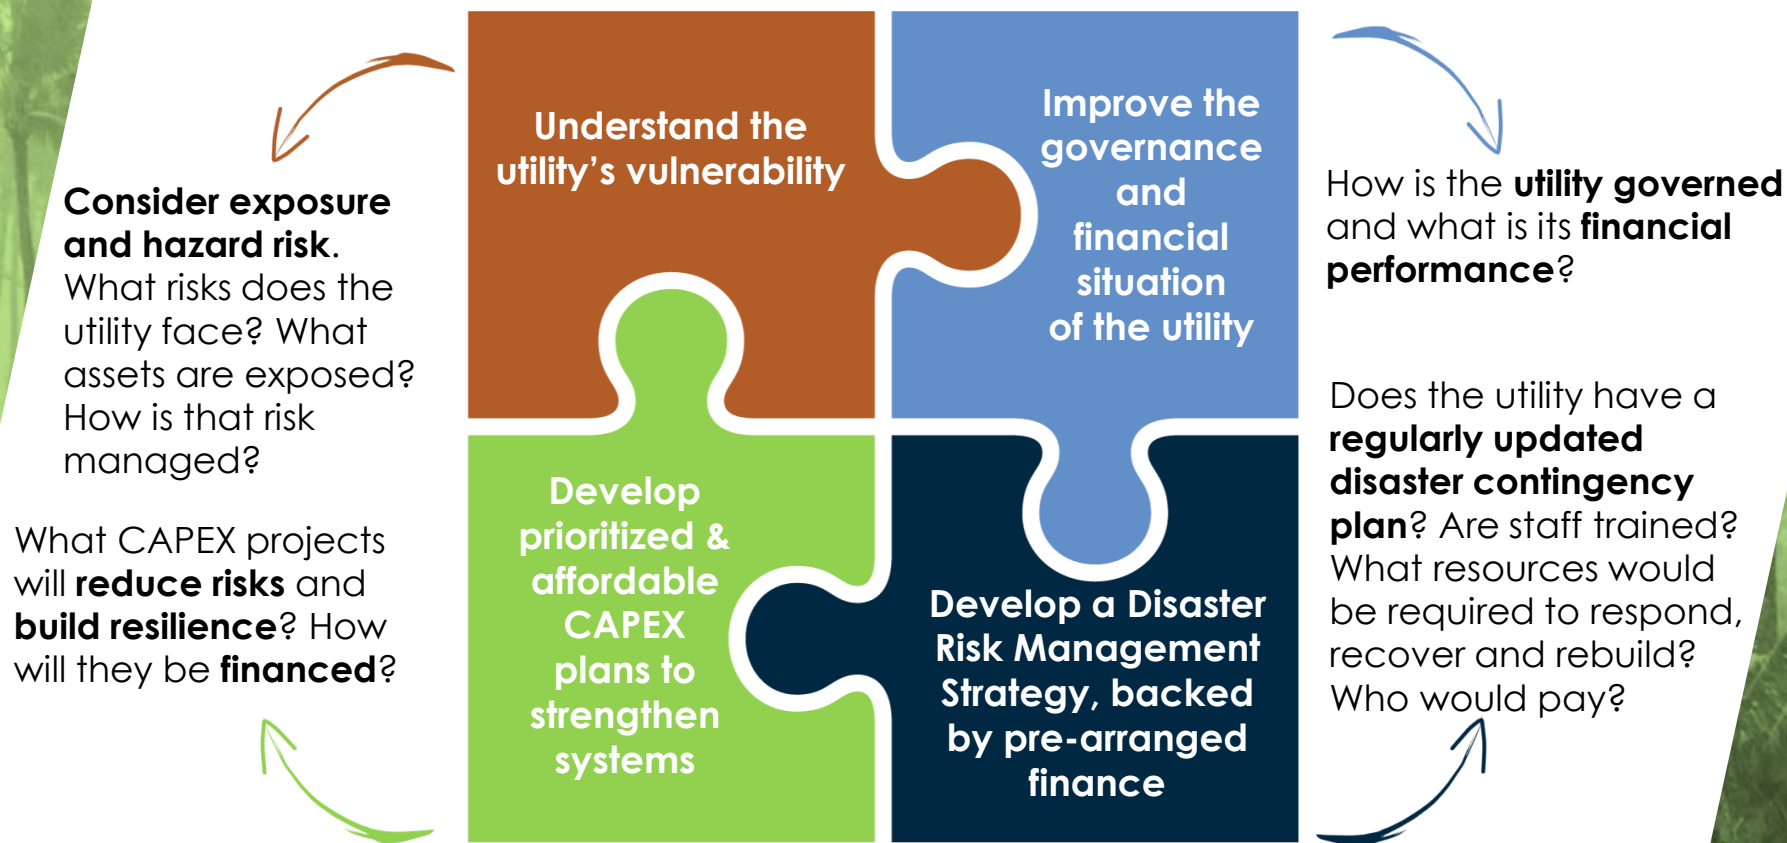 Understand the
utility’s vulnerability
Consider exposure
and hazard risk.
What risks does the
utility face? What
assets are exposed?
How is that risk
managed?
Improve the
governance
and
financial
situation
of the utility
How is the utility governed
and what is its financial
performance?
Develop
prioritized &
affordable
CAPEX
plans to
strengthen
systems
What CAPEX projects
will reduce risks and
build resilience? How
will they be financed?
Develop a Disaster
Risk Management
Strategy, backed
by pre-arranged
finance
Does the utility have a
regularly updated
disaster contingency
plan? Are staff trained?
What resources would
be required to respond,
recover and rebuild?
Who would pay?